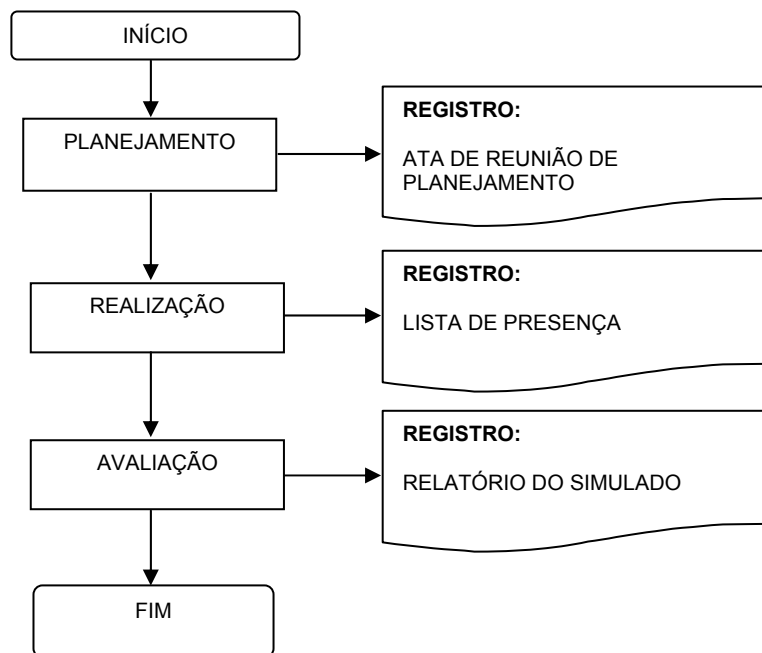 INÍCIO
PLANEJAMENTO
REGISTRO:
ATA DE REUNIÃO DE
PLANEJAMENTO
REALIZAÇÃO
REGISTRO:
LISTA DE PRESENÇA
AVALIAÇÃO
REGISTRO:
RELATÓRIO DO SIMULADO
FIM